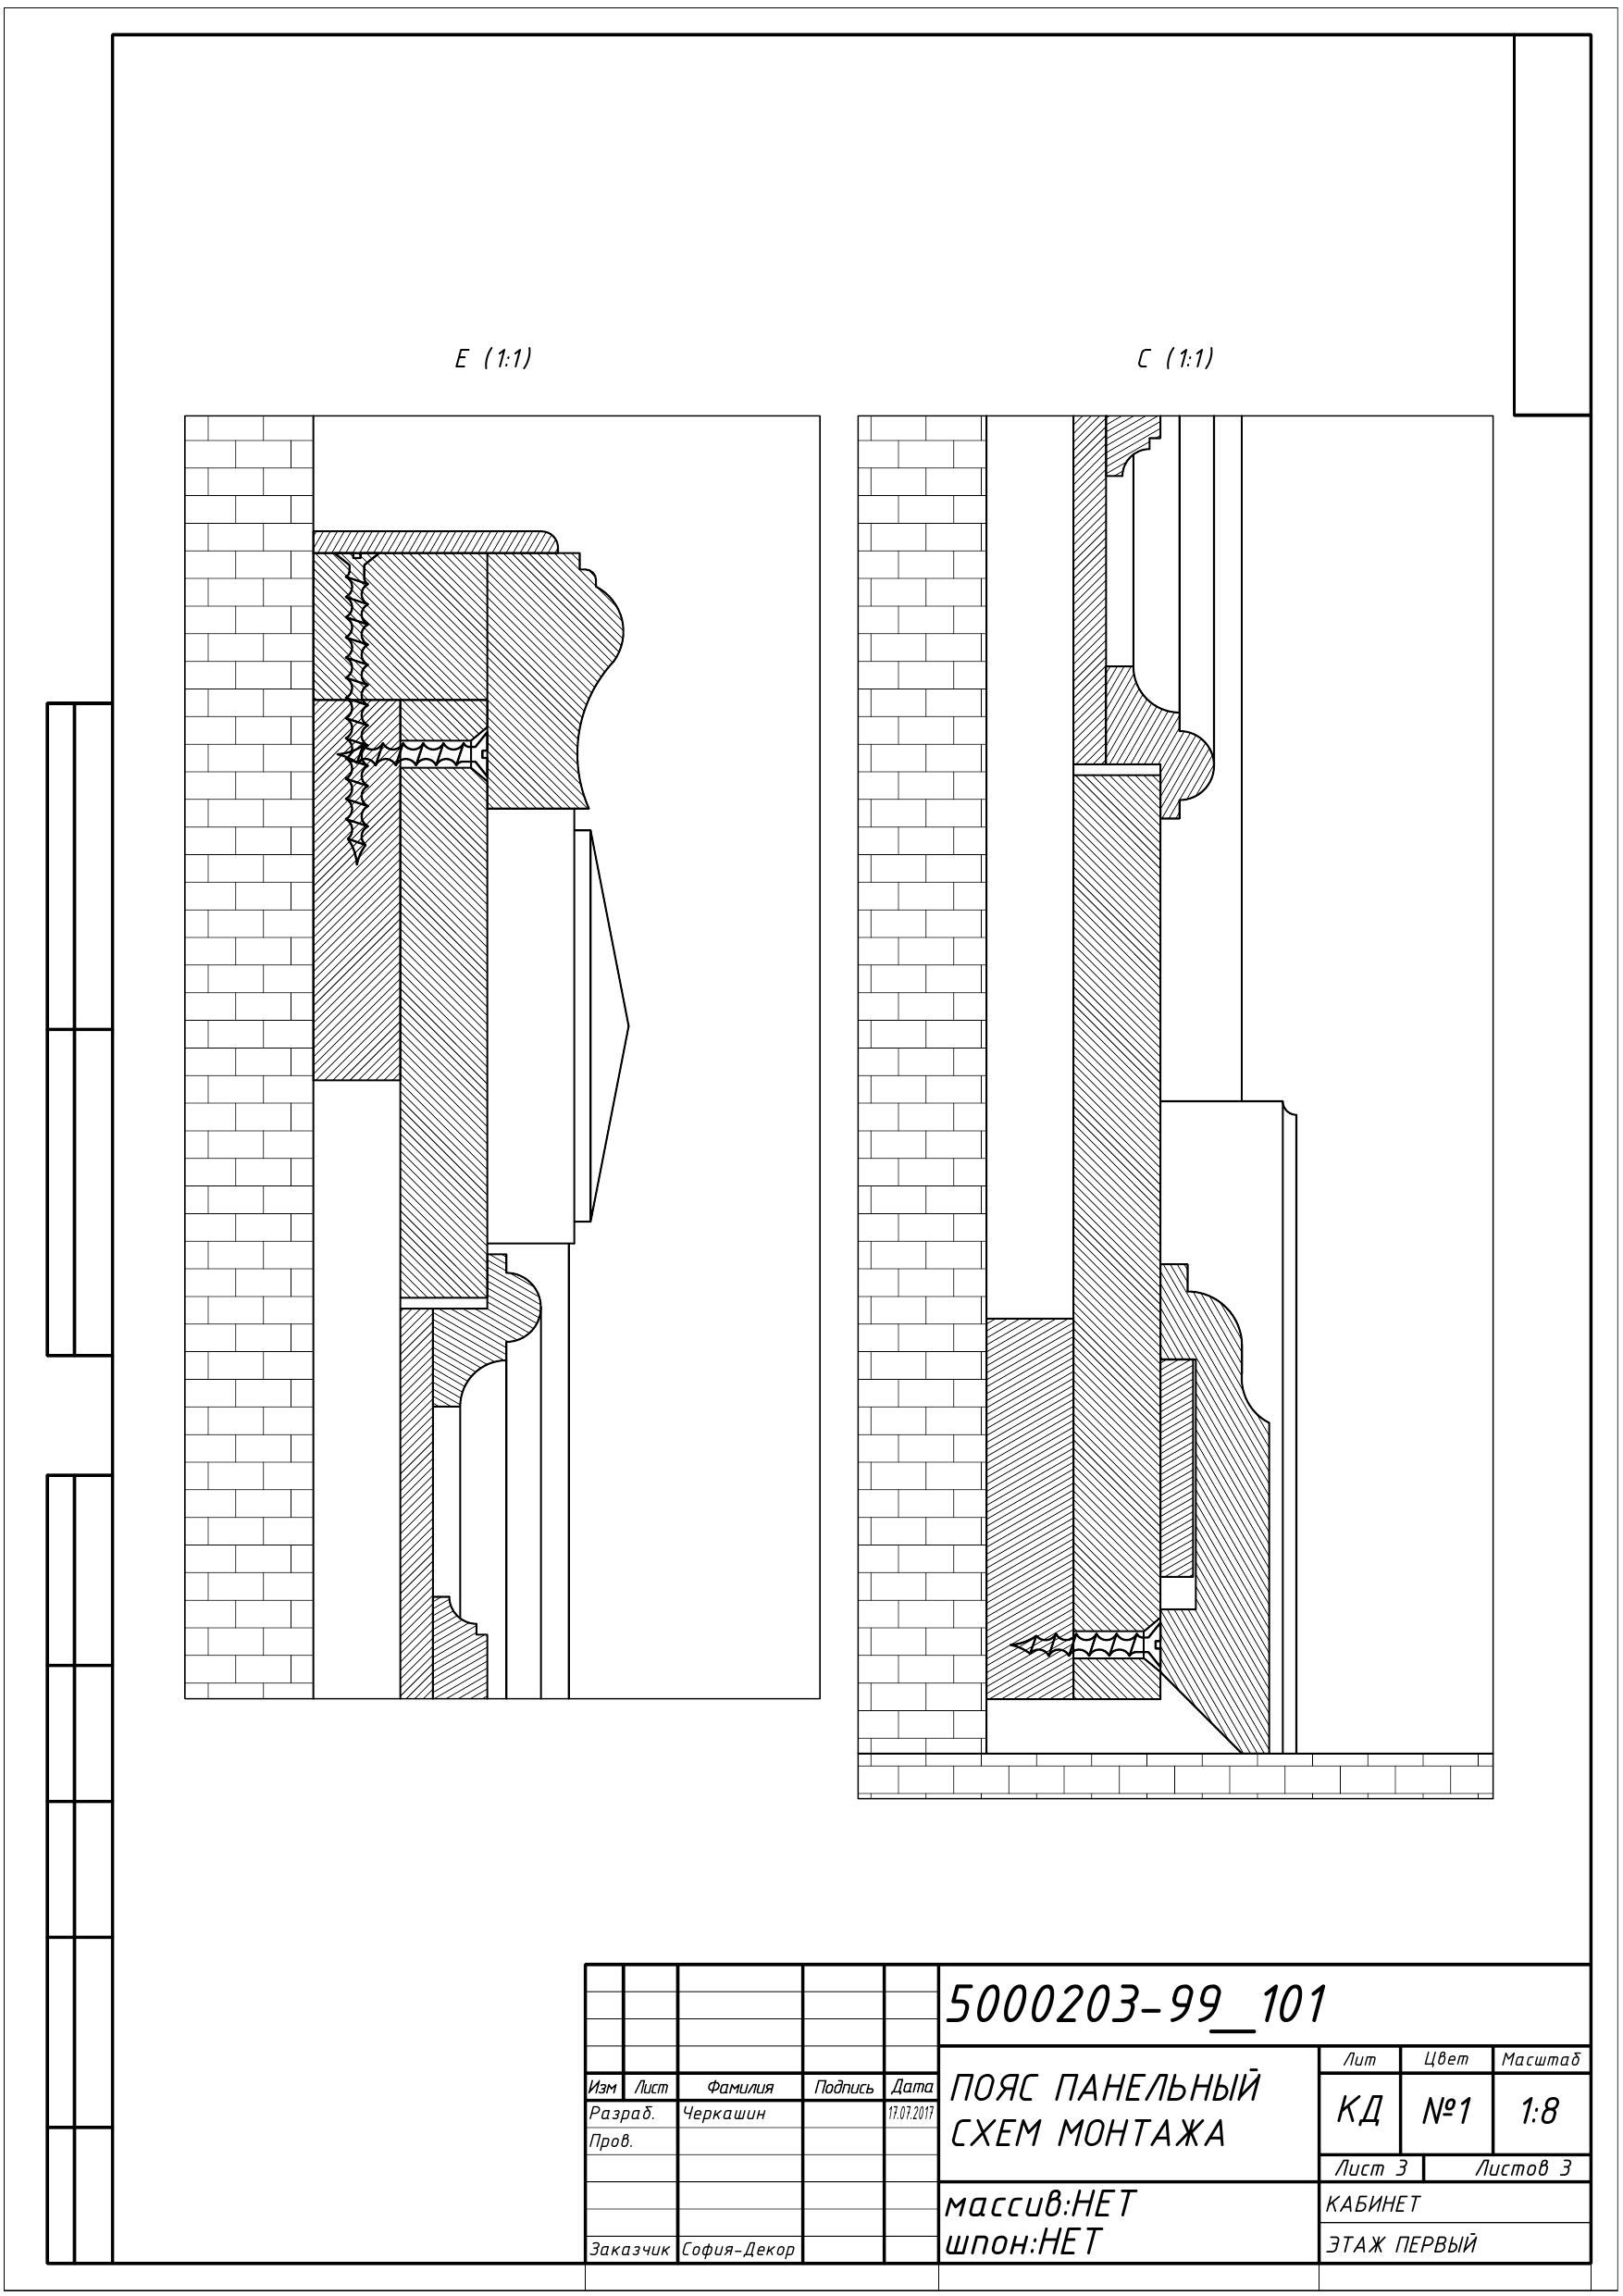 E (1:1)
C (1:1)
5000203-99__101
Изм Лист Фамилия Подпись Дата
Разраб. Черкашин 17.07.2017
Пров.
Заказчик София-Декор
ПОЯС ПАНЕЛЬНЫЙ
СХЕМ МОНТАЖА
Лит Цвет Масштаб
КД №1 1:8
Лист 3 Листов 3
массив:НЕТ
шпон:НЕТ
КАБИНЕТ
ЭТАЖ ПЕРВЫЙ